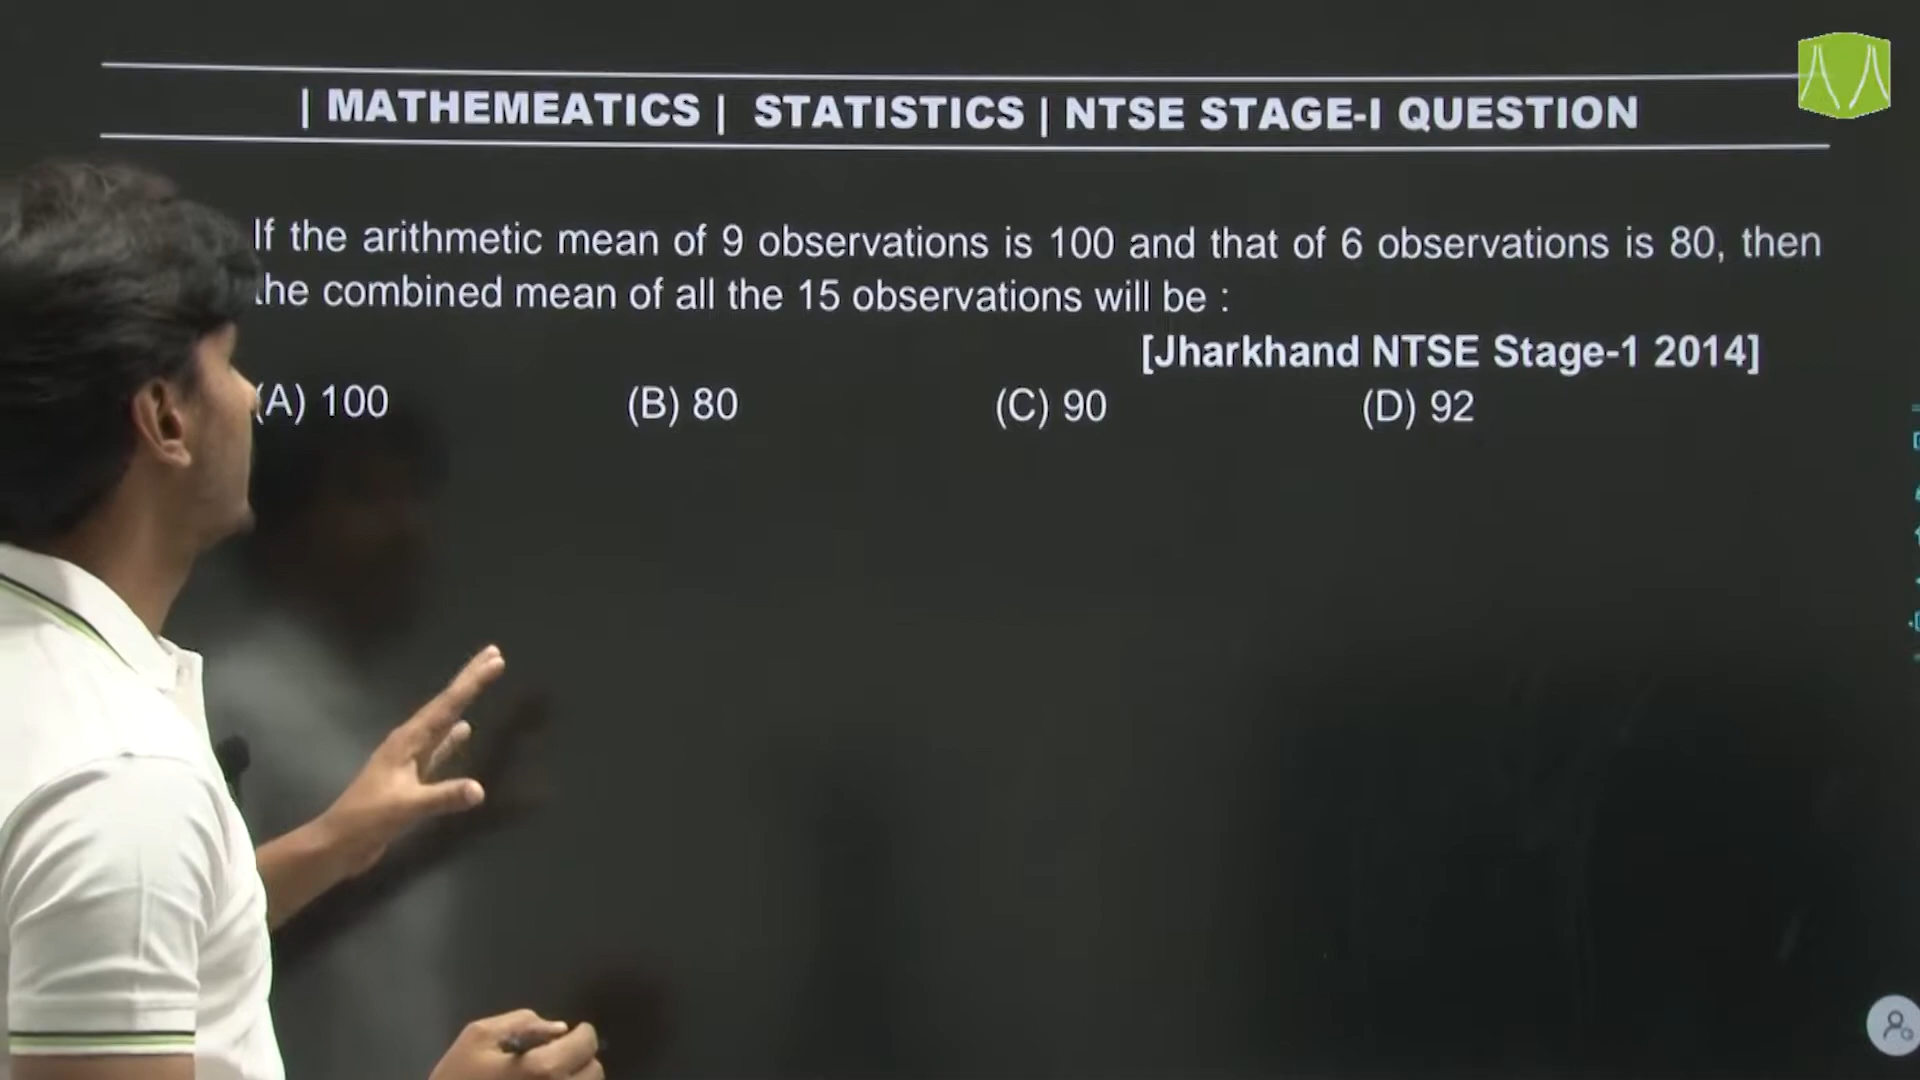 | MATHEMEATICS | STATISTICS | NTSE STAGE-I QUESTION
If the arithmetic mean of 9 observations is 100 and that of 6 observations is 80, then
the combined mean of all the 15 observations will be :
[Jharkhand NTSE Stage-1 2014]
(A) 100 (B) 80 (C) 90 (D) 92